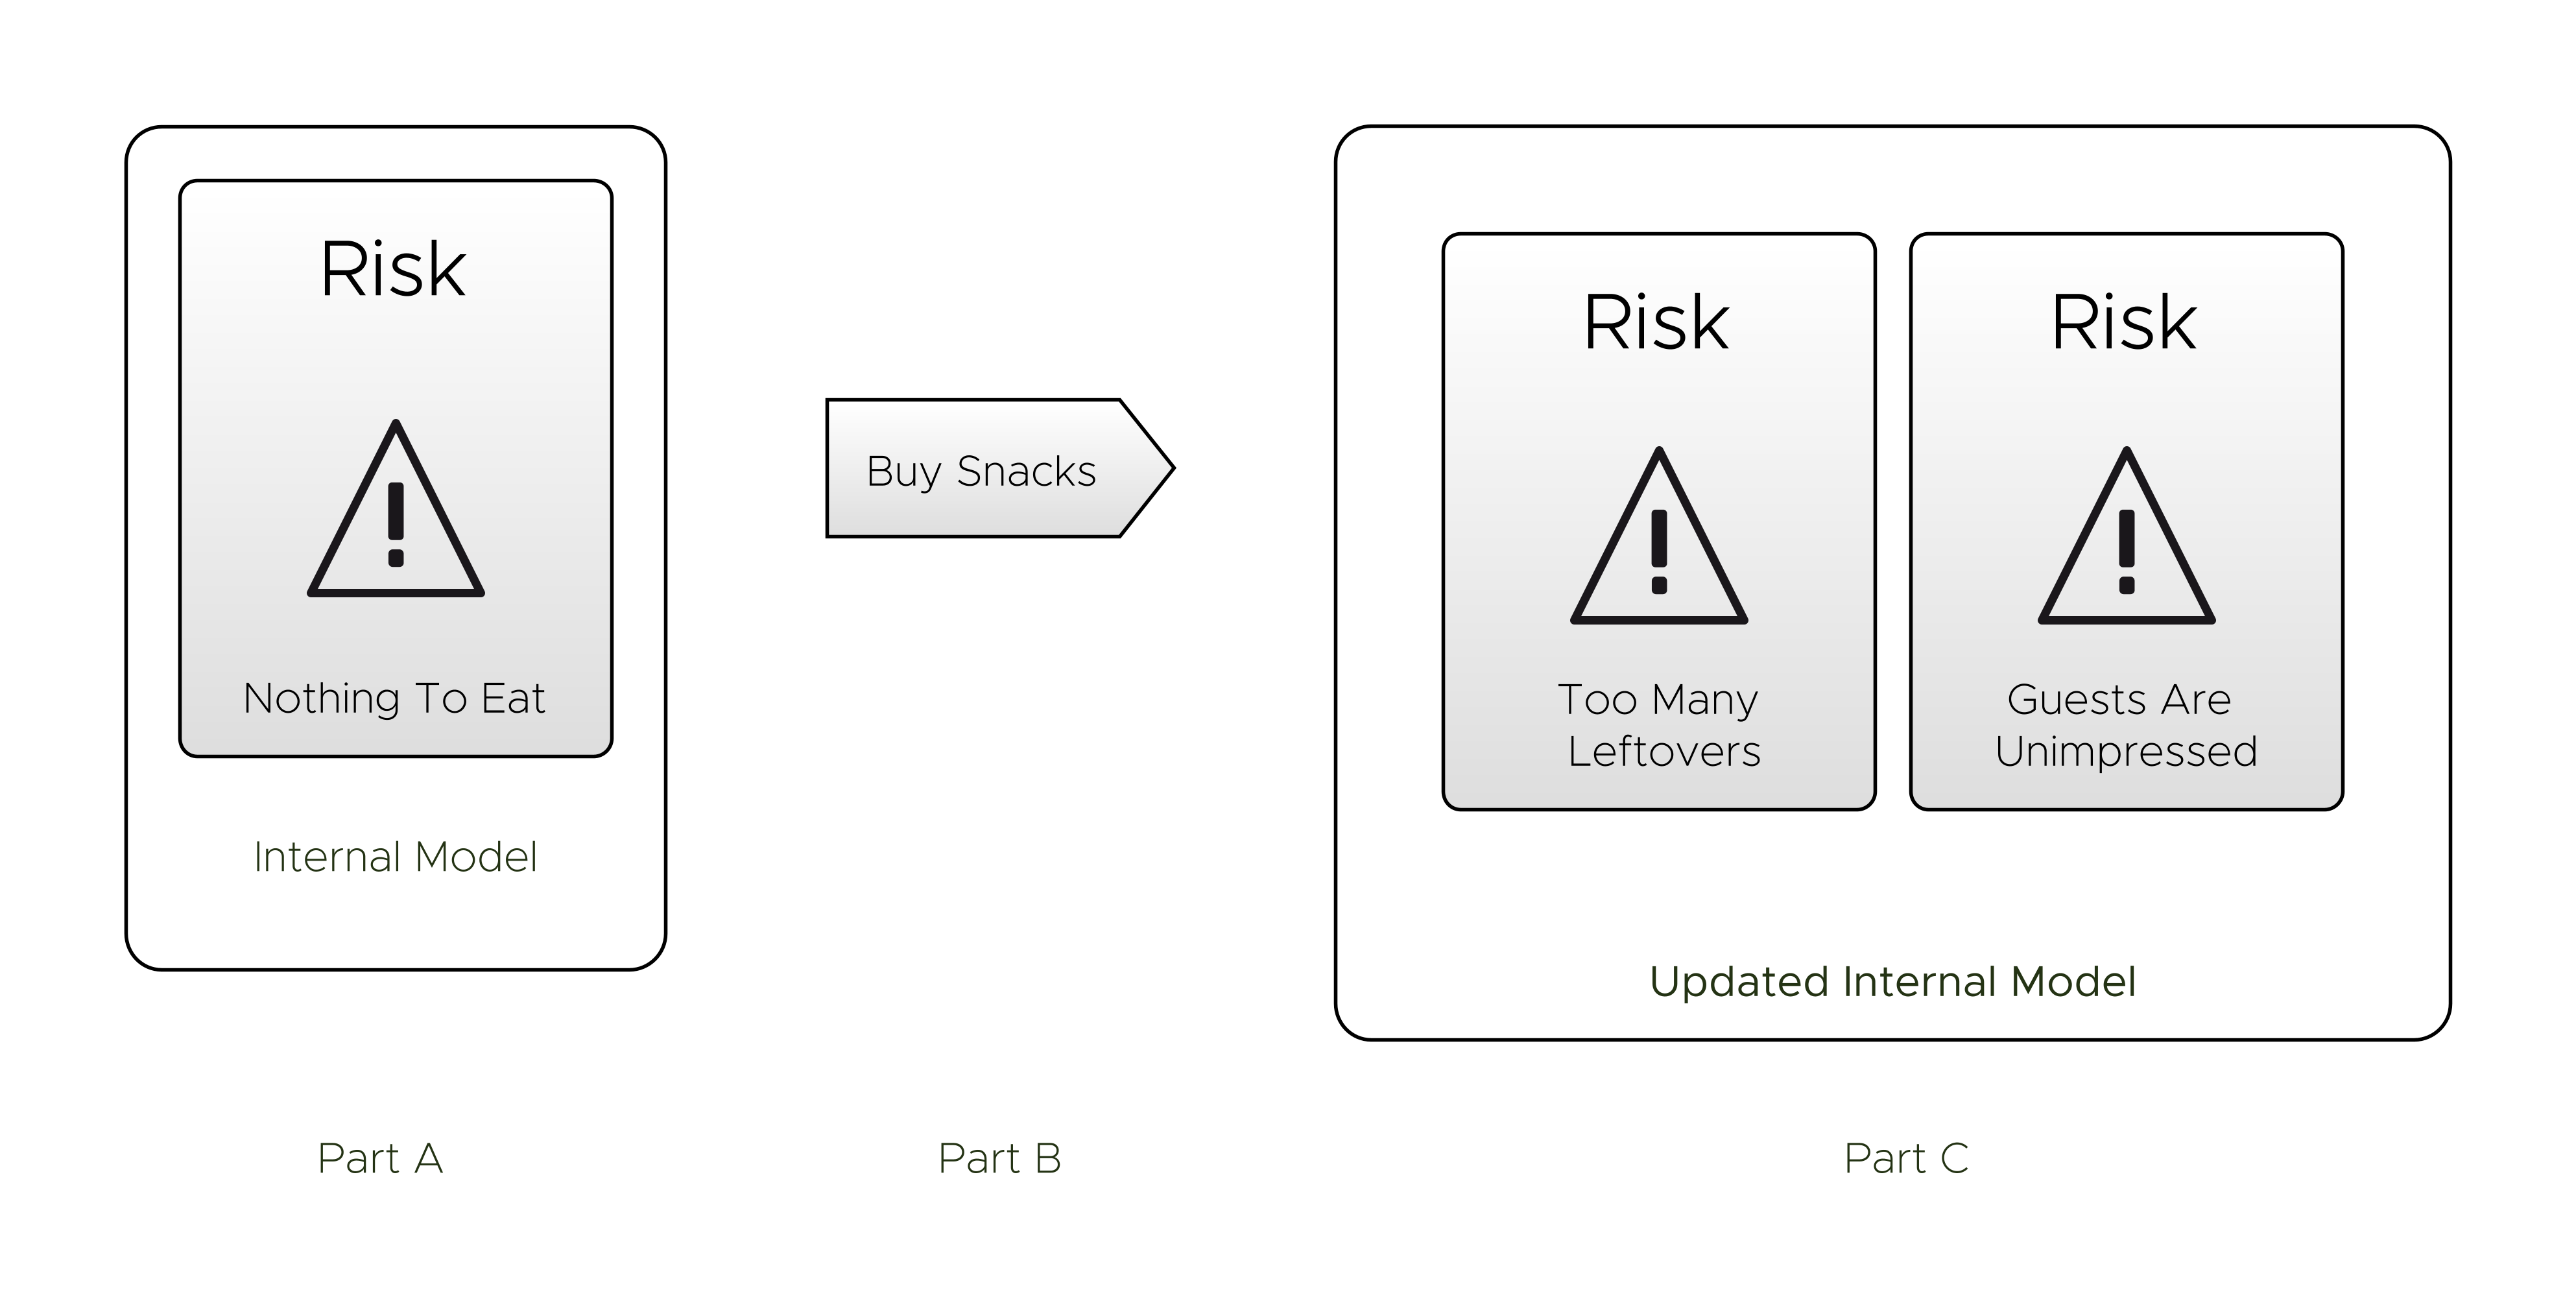 Risk
Nothing To Eat
Internal Model
Buy Snacks
Risk
Too Many
Leftovers
Risk
Guests Are
Unimpressed
Updated Internal Model
Part A
Part B
Part C